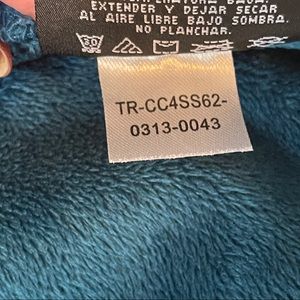 EXTENDER Y DEJAR SECAR
AL AIRE LIBRE BAJO SOMBRA.
NO PLANCHAR.
30
TR-CC4SS62-
0313-0043